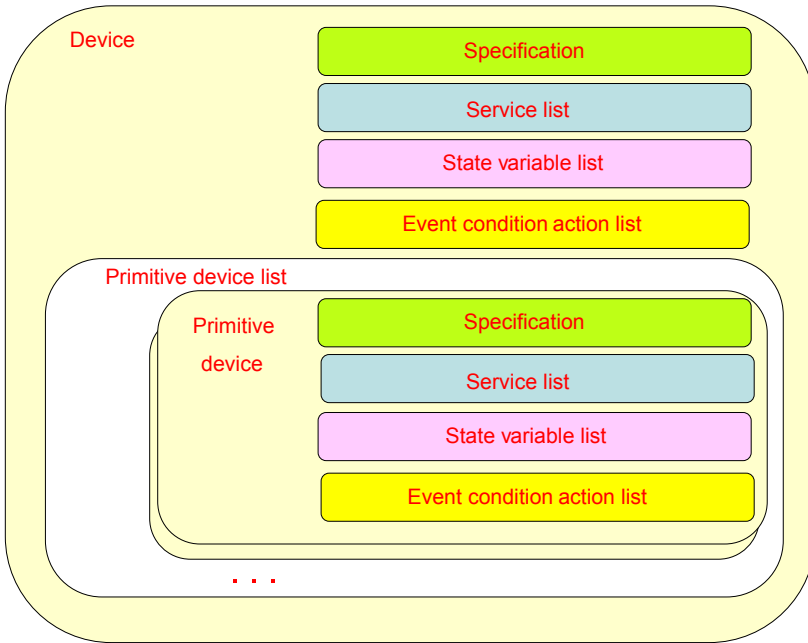 Device
Specification
Service list
State variable list
Event condition action list
Primitive device list
Primitive
device
Specification
Service list
State variable list
Event condition action list
. . .